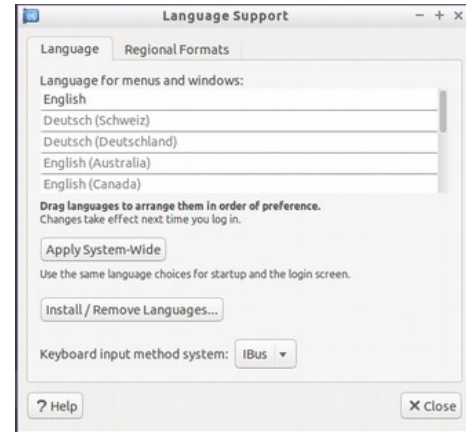 Language Support
Language Regional Formats
Language for menus and windows:
English
Deutsch (Schweiz)
Deutsch (Deutschland)
English (Australia)
English (Canada)
Drag languages to arrange them in order of preference.
Changes take effect next time you log in.
Apply System-Wide
Use the same language choices for startup and the login screen.
Install / Remove Languages...
Keyboard input method system: IBus
? Help
Close